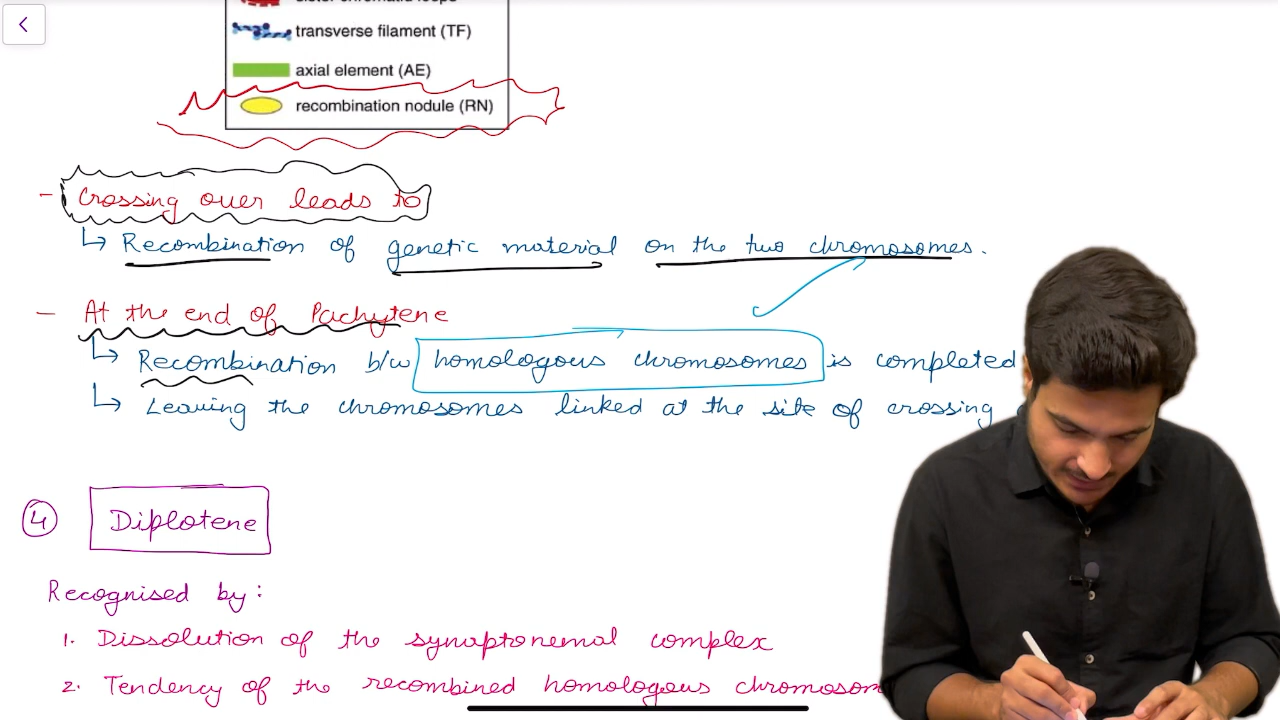 transverse filament (TF)
axial element (AE)
recombination nodule (RN)
- Crossing over leads to
↳ Recombination of genetic material on the two chromosomes.
- At the end of Pachytene
↳ Recombination b/w homologous chromosomes is completed
↳ Leaving the chromosomes linked at the site of crossing
4 Diplotene
Recognised by:
1. Dissolution of the synaptonemal complex
2. Tendency of the recombined homologous